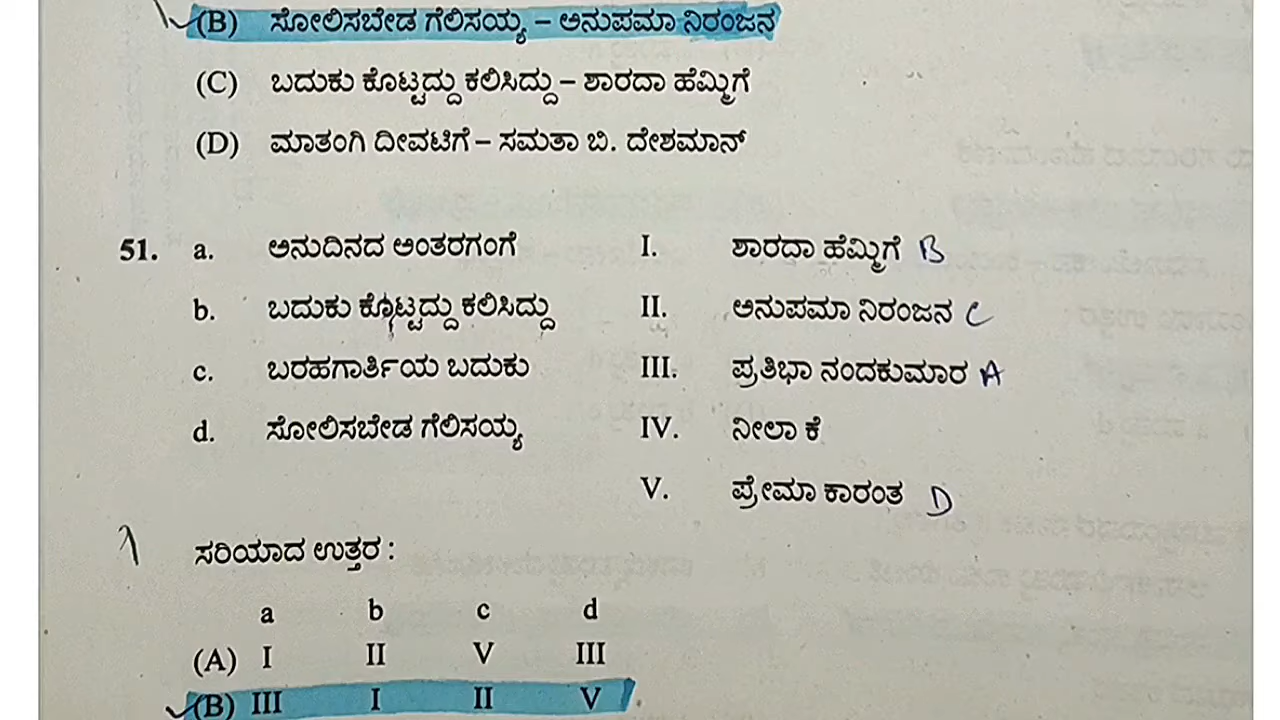 (B) ಸೋಲಿಸಬೇಡ ಗೆಲಿಸಯ್ಯ – ಅನುಪಮಾ ನಿರಂಜನ
(C) ಬದುಕು ಕೊಟ್ಟದ್ದು ಕಲಿಸಿದ್ದು – ಶಾರದಾ ಹೆಮ್ಮಿಗೆ
(D) ಮಾತಂಗಿ ದೀವಟಿಗೆ – ಸಮತಾ ಬಿ. ದೇಶಮಾನ್
51. a. ಅನುದಿನದ ಅಂತರಗಂಗೆ I. ಶಾರದಾ ಹೆಮ್ಮಿಗೆ B
b. ಬದುಕು ಕೊಟ್ಟದ್ದು ಕಲಿಸಿದ್ದು II. ಅನುಪಮಾ ನಿರಂಜನ C
c. ಬರಹಗಾರ್ತಿಯ ಬದುಕು III. ಪ್ರತಿಭಾ ನಂದಕುಮಾರ A
d. ಸೋಲಿಸಬೇಡ ಗೆಲಿಸಯ್ಯ IV. ನೀಲಾ ಕೆ
V. ಪ್ರೇಮಾ ಕಾರಂತ D
ಸರಿಯಾದ ಉತ್ತರ :
a b c d
(A) I II V III
(B) III I II V